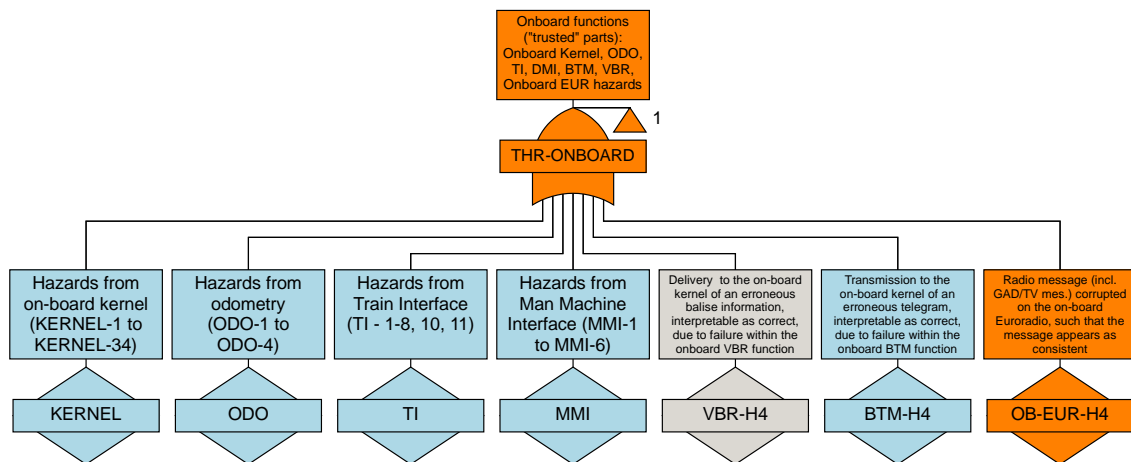 Onboard functions
("trusted" parts):
Onboard Kernel, ODO,
TI, DMI, BTM, VBR,
Onboard EUR hazards
1
THR-ONBOARD
Hazards from
on-board kernel
(KERNEL-1 to
KERNEL-34)
KERNEL
Hazards from
odometry
(ODO-1 to
ODO-4)
ODO
Hazards from
Train Interface
(TI - 1-8, 10, 11)
TI
Hazards from
Man Machine
Interface (MMI-1
to MMI-6)
MMI
Delivery to the on-board
kernel of an erroneous
balise information,
interpretable as correct,
due to failure within the
onboard VBR function
VBR-H4
Transmission to the
on-board kernel of an
erroneous telegram,
interpretable as correct,
due to failure within the
onboard BTM function
BTM-H4
Radio message (incl.
GAD/TV mes.) corrupted
on the on-board
Euroradio, such that the
message appears as
consistent
OB-EUR-H4